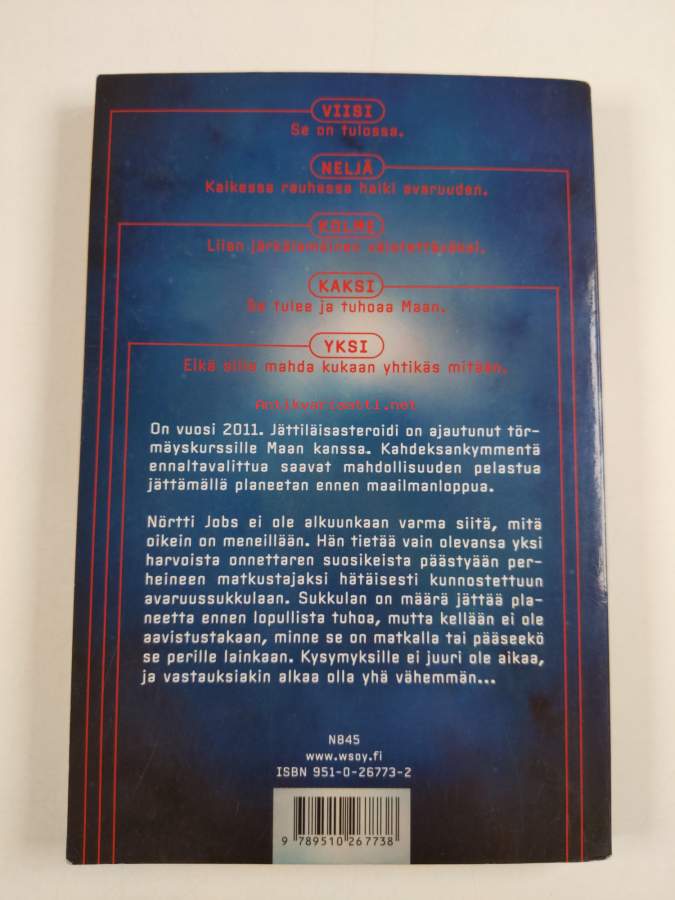 VIISI
Se on tulossa.
NELJÄ
Kaikessa rauhassa halki avaruuden.
KOLME
Liian järkälemäinen väistettäväksi.
KAKSI
Se tulee ja tuhoaa Maan.
YKSI
Eikä sille mahda kukaan yhtikäs mitään.
Antikvariaatti.net
On vuosi 2011. Jättiläisasteroidi on ajautunut tör-
mäyskurssille Maan kanssa. Kahdeksankymmentä
ennaltavalittua saavat mahdollisuuden pelastua
jättämällä planeetan ennen maailmanloppua.
Nörtti Jobs ei ole alkuunkaan varma siitä, mitä
oikein on meneillään. Hän tietää vain olevansa yksi
harvoista onnettaren suosikeista päästyään per-
heineen matkustajaksi hätäisesti kunnostettuun
avaruussukkulaan. Sukkulan on määrä jättää pla-
neetta ennen lopullista tuhoa, mutta kellään ei ole
aavistustakaan, minne se on matkalla tai pääseekö
se perille lainkaan. Kysymyksille ei juuri ole aikaa,
ja vastauksiakin alkaa olla yhä vähemmän...
N845
www.wsoy.fi
ISBN 951-0-26773-2
9 789510 267738